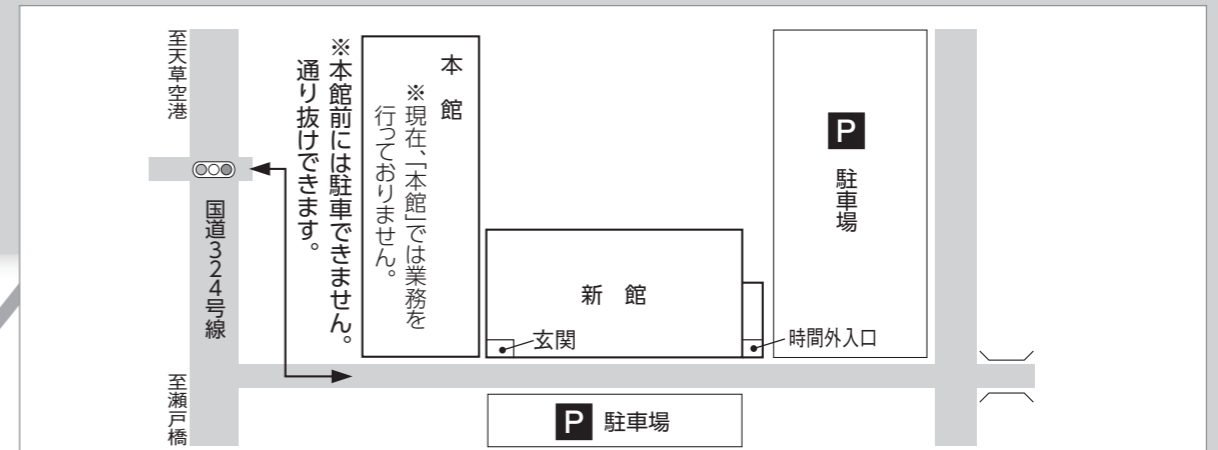 至天草空港
国道324号線
至瀬戸橋
※本館前には駐車できません。
通り抜けできます。
本館
※現在、「本館」では業務を
行っておりません。
新館
玄関
時間外入口
P
駐車場
P 駐車場